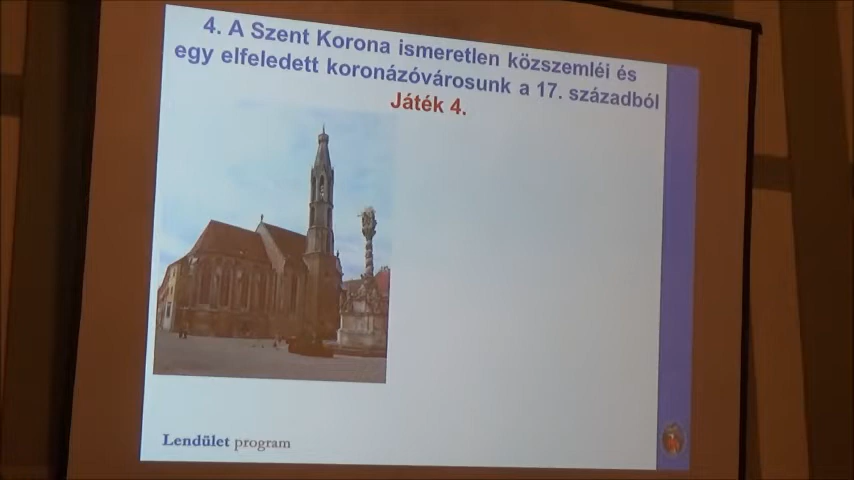 4. A Szent Korona ismeretlen közszemléi és
egy elfeledett koronázóvárosunk a 17. századból
Játék 4.
Lendület program